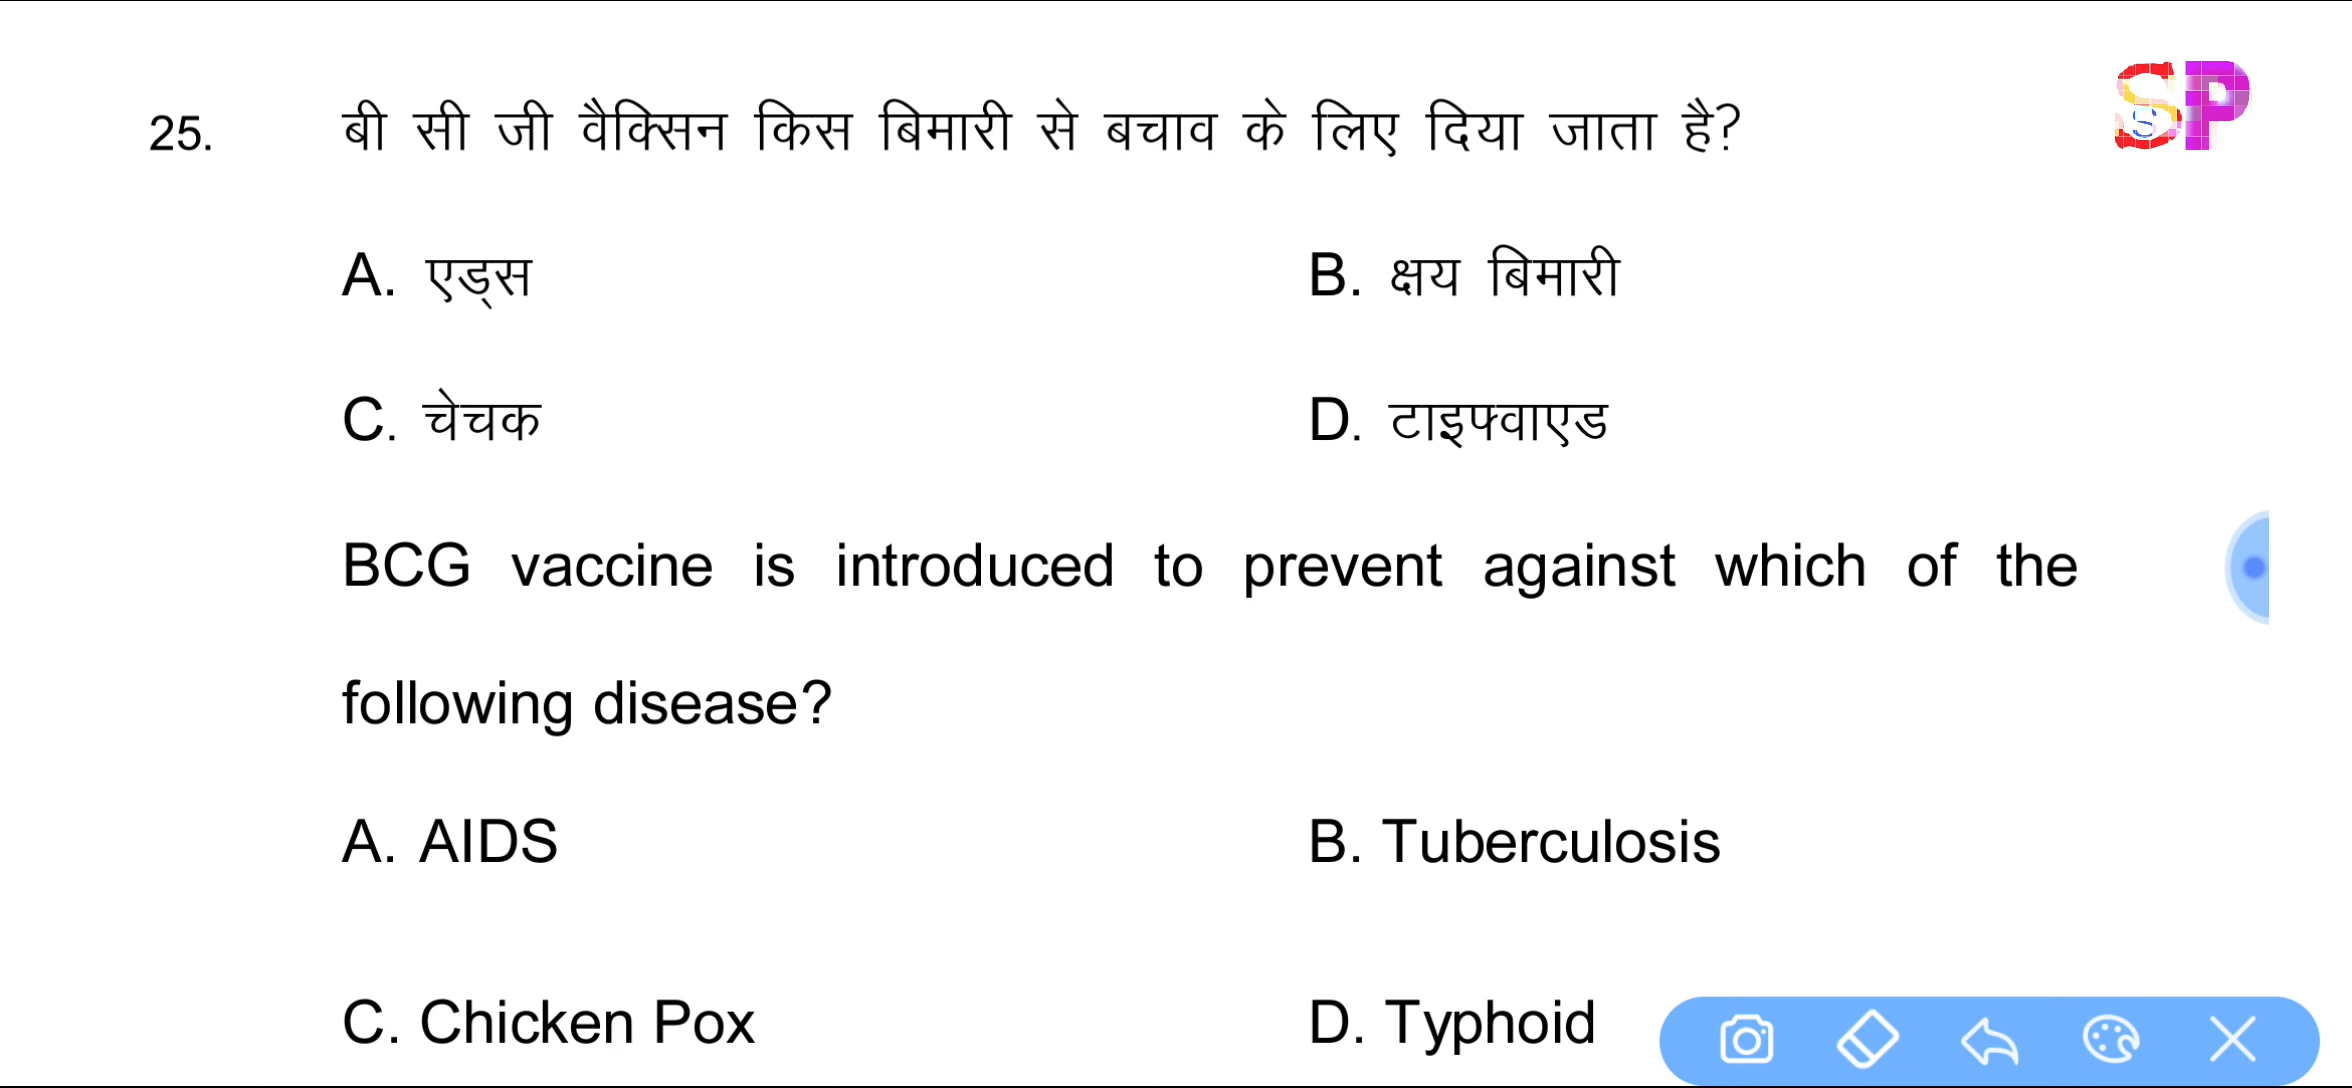 25. बी सी जी वैक्सिन किस बिमारी से बचाव के लिए दिया जाता है?
SP
S
A. एड्स B. क्षय बिमारी
C. चेचक D. टाइफ्वाएड
BCG vaccine is introduced to prevent against which of the
following disease?
A. AIDS B. Tuberculosis
C. Chicken Pox D. Typhoid